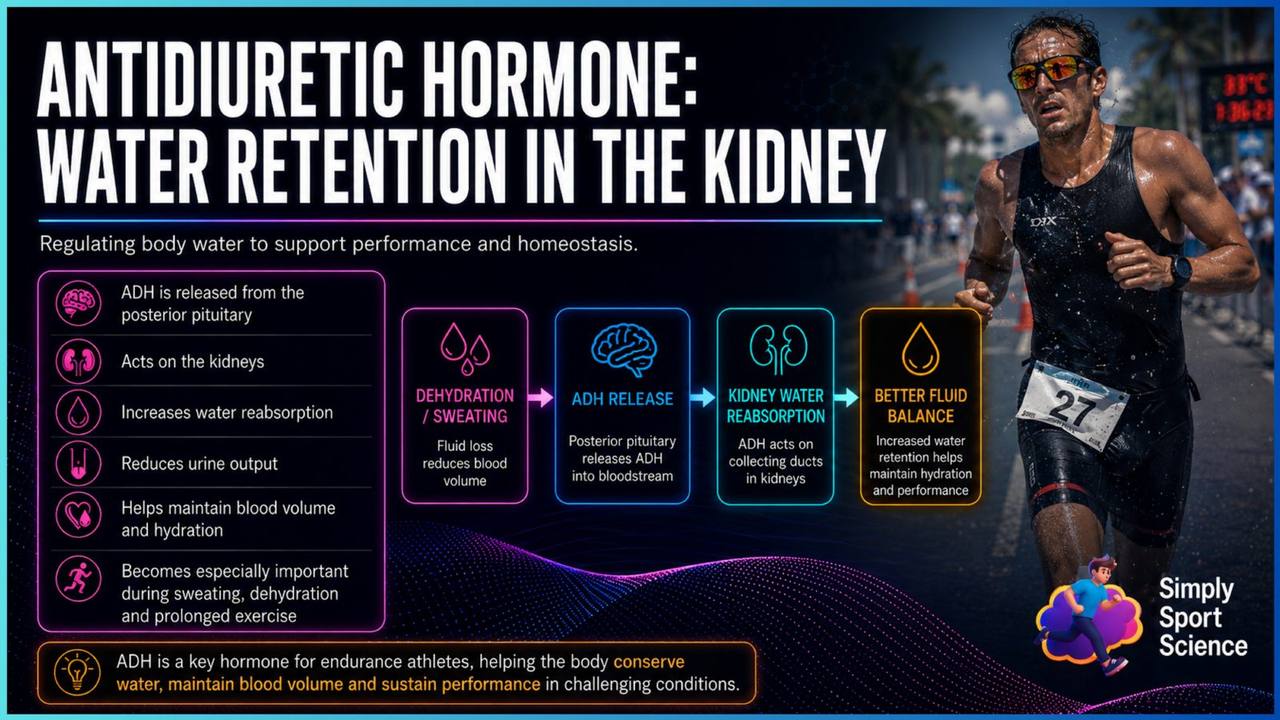 ANTIDIURETIC HORMONE:
WATER RETENTION IN THE KIDNEY
Regulating body water to support performance and homeostasis.
ADH is released from the
posterior pituitary
Acts on the kidneys
Increases water reabsorption
Reduces urine output
Helps maintain blood volume
and hydration
Becomes especially important
during sweating, dehydration
and prolonged exercise
DEHYDRATION
/ SWEATING
Fluid loss
reduces blood
volume
ADH RELEASE
Posterior pituitary
releases ADH
into bloodstream
KIDNEY WATER
REABSORPTION
ADH acts on
collecting ducts
in kidneys
BETTER FLUID
BALANCE
Increased water
retention helps
maintain hydration
and performance
ADH is a key hormone for endurance athletes, helping the body conserve
water, maintain blood volume and sustain performance in challenging conditions.
33°C
27
Simply
Sport
Science